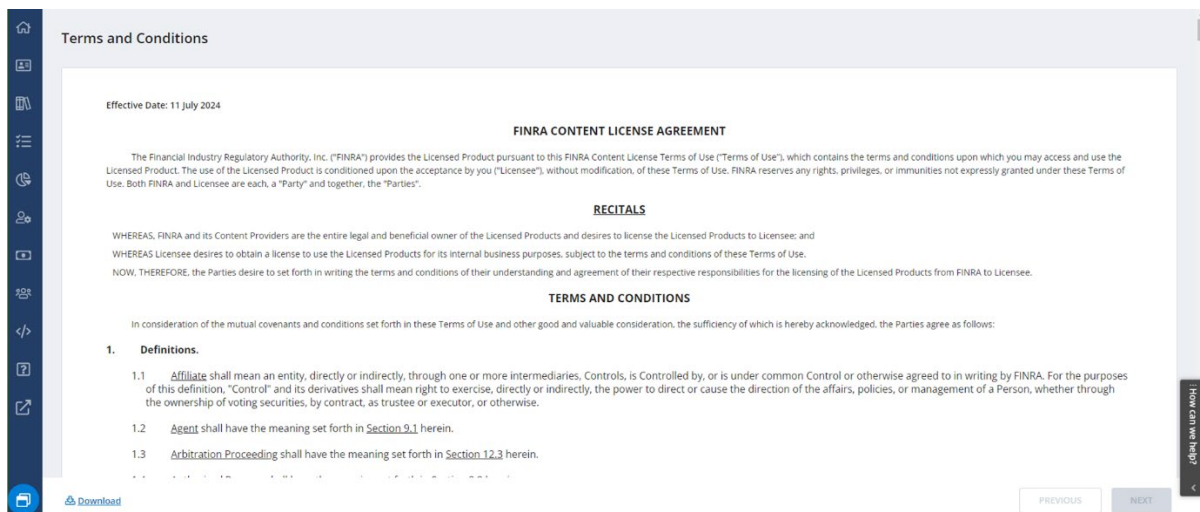 Terms and Conditions
Effective Date: 11 July 2024
FINRA CONTENT LICENSE AGREEMENT
The Financial Industry Regulatory Authority, Inc. ("FINRA") provides the Licensed Product pursuant to this FINRA Content License Terms of Use ("Terms of Use"), which contains the terms and conditions upon which you may access and use the
Licensed Product. The use of the Licensed Product is conditioned upon the acceptance by you ("Licensee"), without modification, of these Terms of Use. FINRA reserves any rights, privileges, or immunities not expressly granted under these Terms of
Use. Both FINRA and Licensee are each, a "Party" and together, the "Parties".
RECITALS
WHEREAS, FINRA and its Content Providers are the entire legal and beneficial owner of the Licensed Products and desires to license the Licensed Products to Licensee; and
WHEREAS Licensee desires to obtain a license to use the Licensed Products for its internal business purposes, subject to the terms and conditions of these Terms of Use.
NOW, THEREFORE, the Parties desire to set forth in writing the terms and conditions of their understanding and agreement of their respective responsibilities for the licensing of the Licensed Products from FINRA to Licensee.
TERMS AND CONDITIONS
In consideration of the mutual covenants and conditions set forth in these Terms of Use and other good and valuable consideration, the sufficiency of which is hereby acknowledged, the Parties agree as follows:
1. Definitions.
1.1 Affiliate shall mean an entity, directly or indirectly, through one or more intermediaries, Controls, is Controlled by, or is under common Control or otherwise agreed to in writing by FINRA. For the purposes
of this definition, "Control" and its derivatives shall mean right to exercise, directly or indirectly, the power to direct or cause the direction of the affairs, policies, or management of a Person, whether through
the ownership of voting securities, by contract, as trustee or executor, or otherwise.
1.2 Agent shall have the meaning set forth in Section 9.1 herein.
1.3 Arbitration Proceeding shall have the meaning set forth in Section 12.3 herein.
How can we help?
Download
PREVIOUS
NEXT